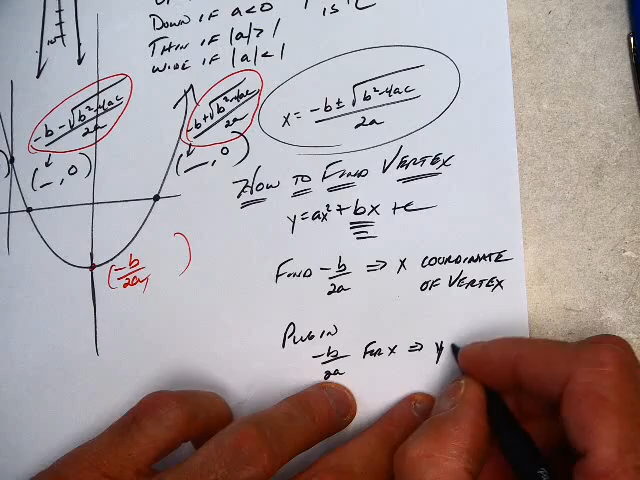 DOWN IF a<0
IS "C"
THIN IF |a|>1
WIDE IF |a|<1
-b-√b²-4ac / 2a
-b+√b²-4ac / 2a
x = -b±√b²-4ac / 2a
(—, 0)
(—, 0)
HOW TO FIND VERTEX
y=ax²+bx+c
(-b/2a, )
FIND -b/2a ⇒ X COORDINATE
OF VERTEX
PLUG IN
-b/2a FOR X ⇒ y